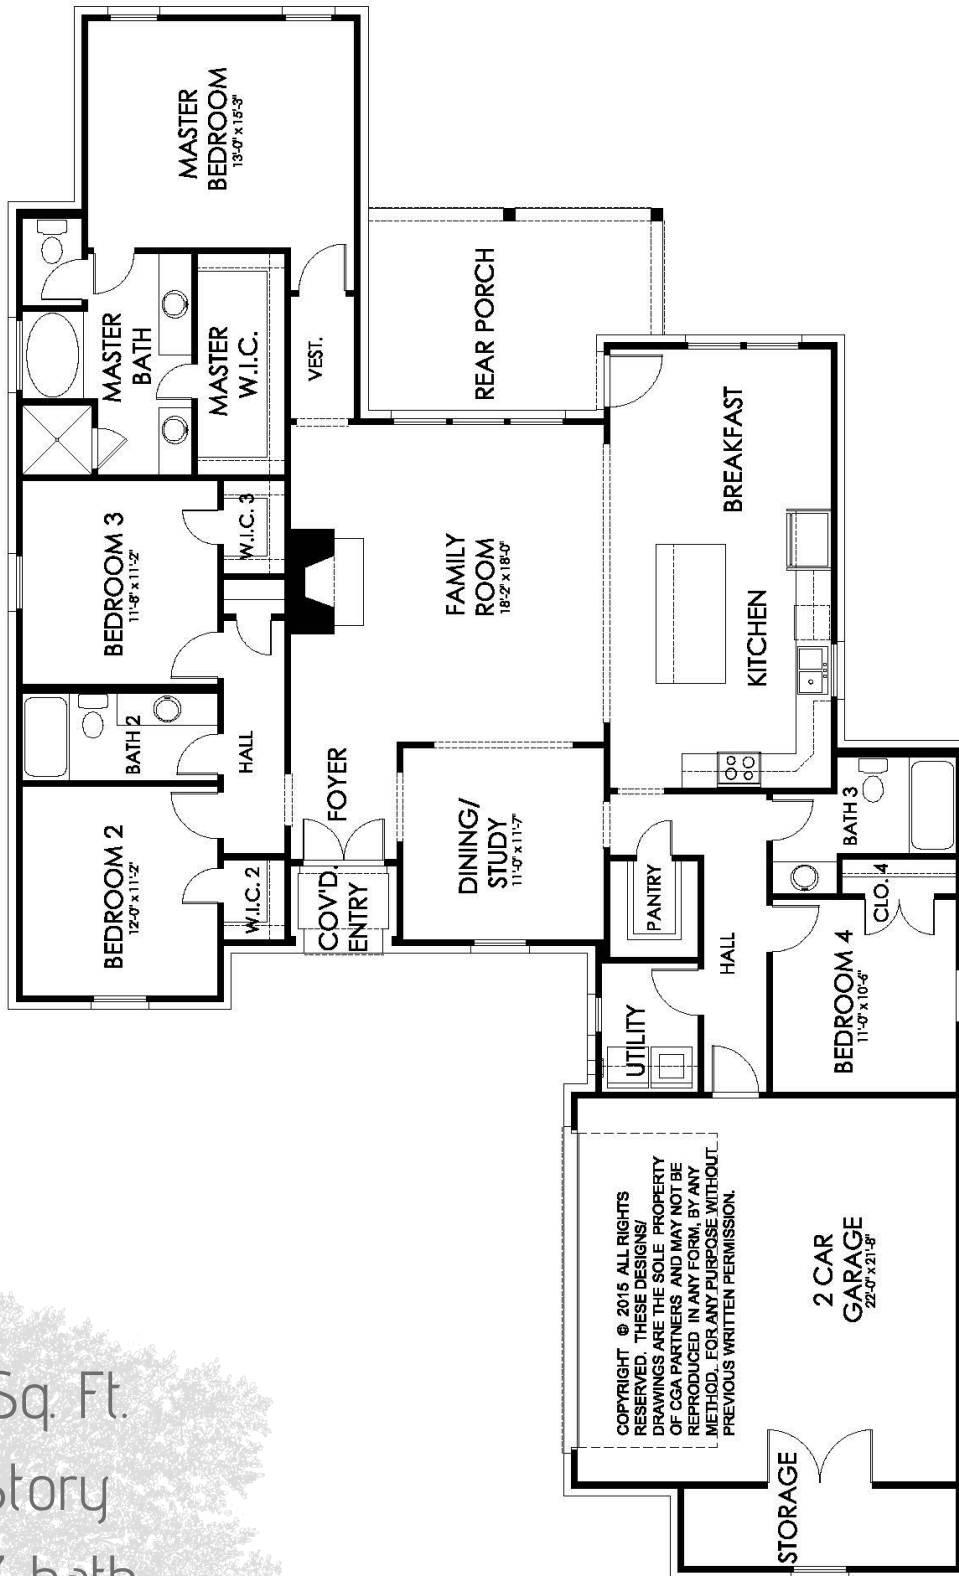 MASTER
BEDROOM
13'-0" x 15'-3"
MASTER
BATH
MASTER
W.I.C.
VEST.
REAR PORCH
BEDROOM 3
11'-8" x 11'-2"
W.I.C. 3
FAMILY
ROOM
18'-2" x 18'-0"
BREAKFAST
KITCHEN
BATH 2
HALL
FOYER
BEDROOM 2
12'-0" x 11'-2"
W.I.C. 2
COV'D.
ENTRY
DINING/
STUDY
11'-0" x 11'-7"
PANTRY
BATH 3
CLO. 4
HALL
BEDROOM 4
11'-0" x 10'-6"
UTILITY
COPYRIGHT © 2015 ALL RIGHTS
RESERVED. THESE DESIGNS/
DRAWINGS ARE THE SOLE PROPERTY
OF CGA PARTNERS AND MAY NOT BE
REPRODUCED IN ANY FORM, BY ANY
METHOD, FOR ANY PURPOSE WITHOUT
PREVIOUS WRITTEN PERMISSION.
2 CAR
GARAGE
22'-0" x 21'-8"
STORAGE
Sq. Ft.
Story
bath